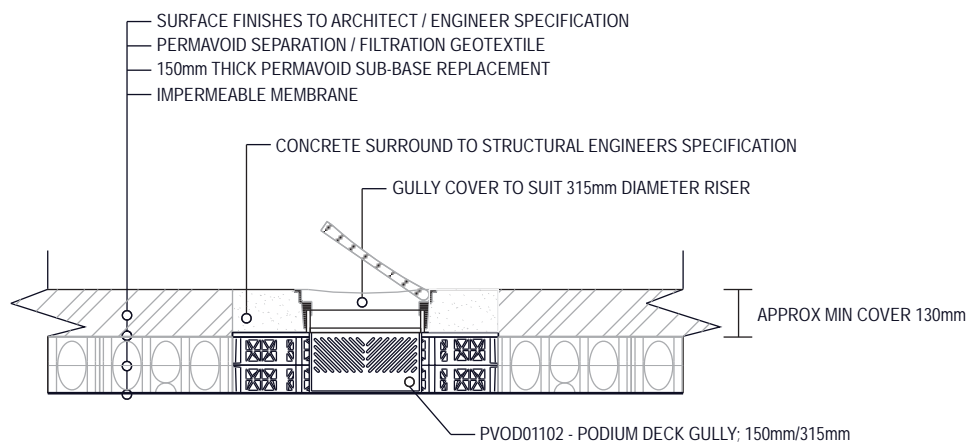 SURFACE FINISHES TO ARCHITECT / ENGINEER SPECIFICATION
PERMAVOID SEPARATION / FILTRATION GEOTEXTILE
150mm THICK PERMAVOID SUB-BASE REPLACEMENT
IMPERMEABLE MEMBRANE
CONCRETE SURROUND TO STRUCTURAL ENGINEERS SPECIFICATION
GULLY COVER TO SUIT 315mm DIAMETER RISER
APPROX MIN COVER 130mm
PVOD01102 - PODIUM DECK GULLY; 150mm/315mm